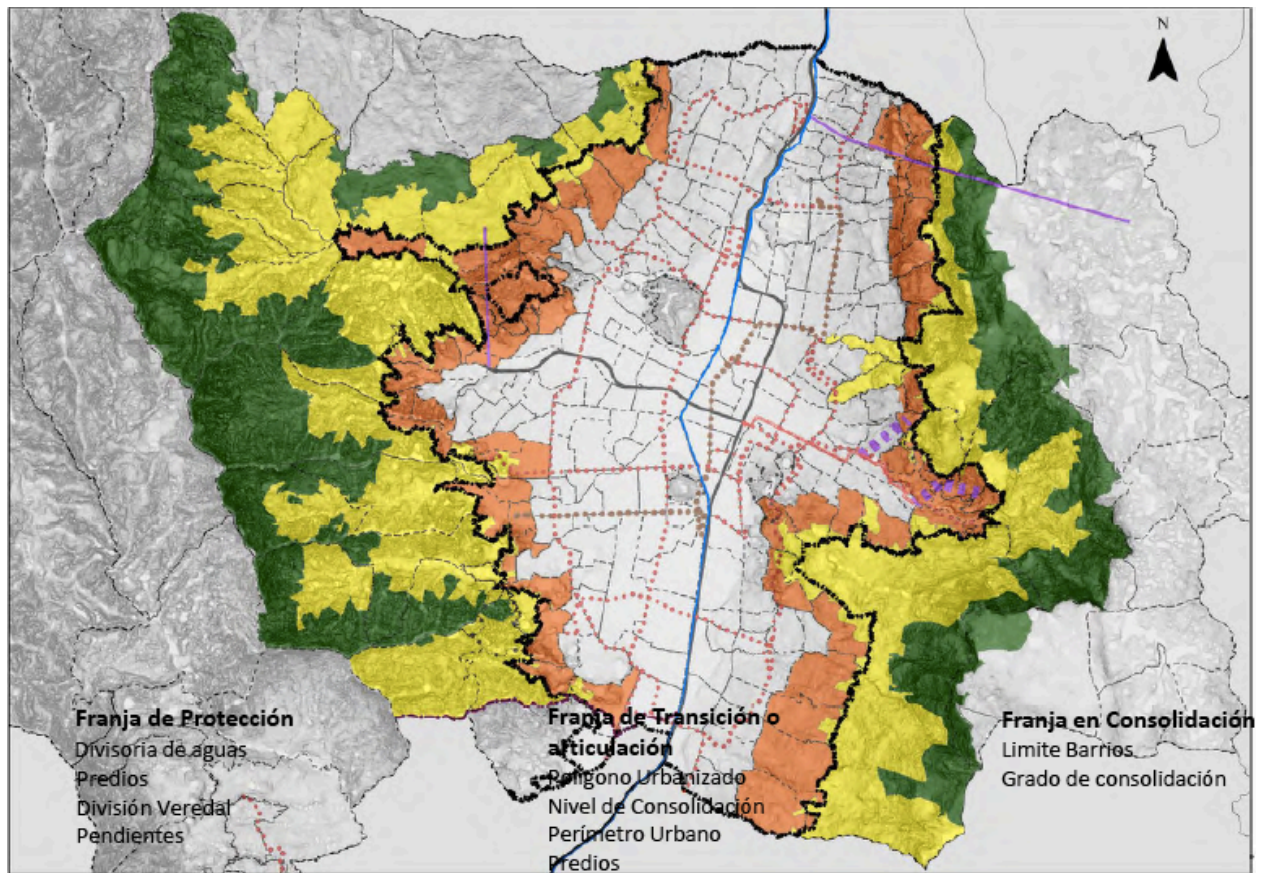 N
Franja de Protección
Divisoria de aguas
Predios
División Veredal
Pendientes
Franja de Transición o
articulación
Polígono Urbanizado
Nivel de Consolidación
Perímetro Urbano
Predios
Franja en Consolidación
Limite Barrios
Grado de consolidación